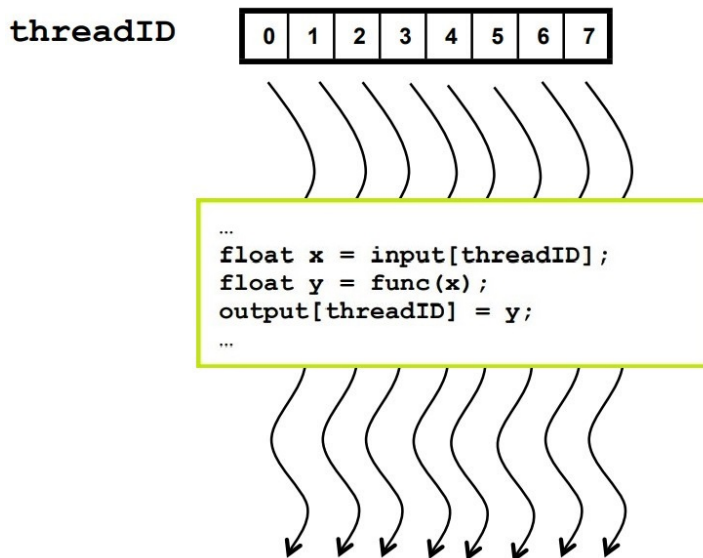 threadID 0 1 2 3 4 5 6 7
…
float x = input[threadID];
float y = func(x);
output[threadID] = y;
…